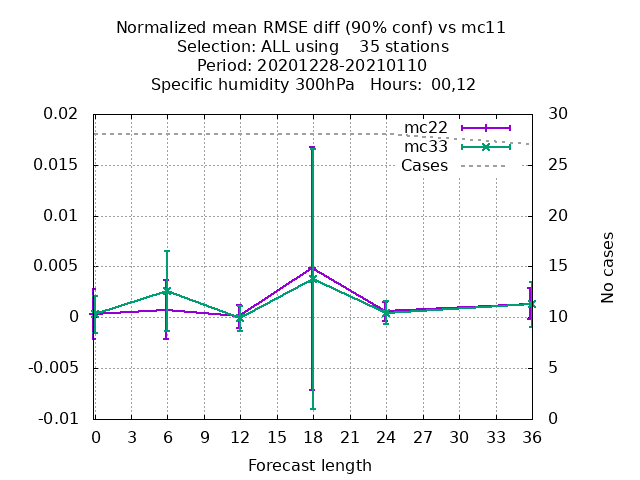 Normalized mean RMSE diff (90% conf) vs mc11
Selection: ALL using    35 stations
Period: 20201228-20210110
Specific humidity 300hPa   Hours:  00,12
mc22
mc33
Cases
0.02
0.015
0.01
0.005
0
-0.005
-0.01
30
25
20
15
10
5
0
No cases
0 3 6 9 12 15 18 21 24 27 30 33 36
Forecast length